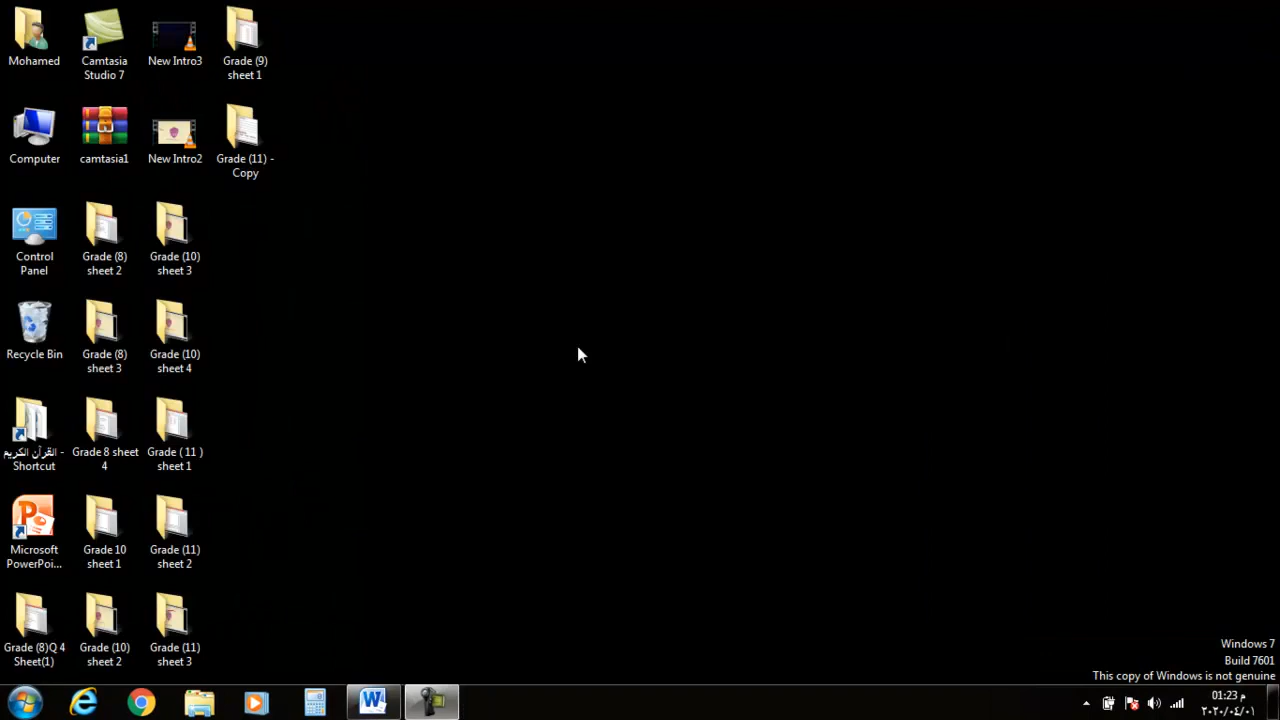 Mohamed
Camtasia
Studio 7
New Intro3
Grade (9)
sheet 1
Computer
camtasia1
New Intro2
Grade (11) -
Copy
Control
Panel
Grade (8)
sheet 2
Grade (10)
sheet 3
Recycle Bin
Grade (8)
sheet 3
Grade (10)
sheet 4
القرآن الكريم -
Shortcut
Grade 8 sheet
4
Grade ( 11 )
sheet 1
Microsoft
PowerPoi...
Grade 10
sheet 1
Grade (11)
sheet 2
Grade (8)Q 4
Sheet(1)
Grade (10)
sheet 2
Grade (11)
sheet 3
Windows 7
Build 7601
This copy of Windows is not genuine
01:23 م
٢٠٢٠/٠٤/٠١